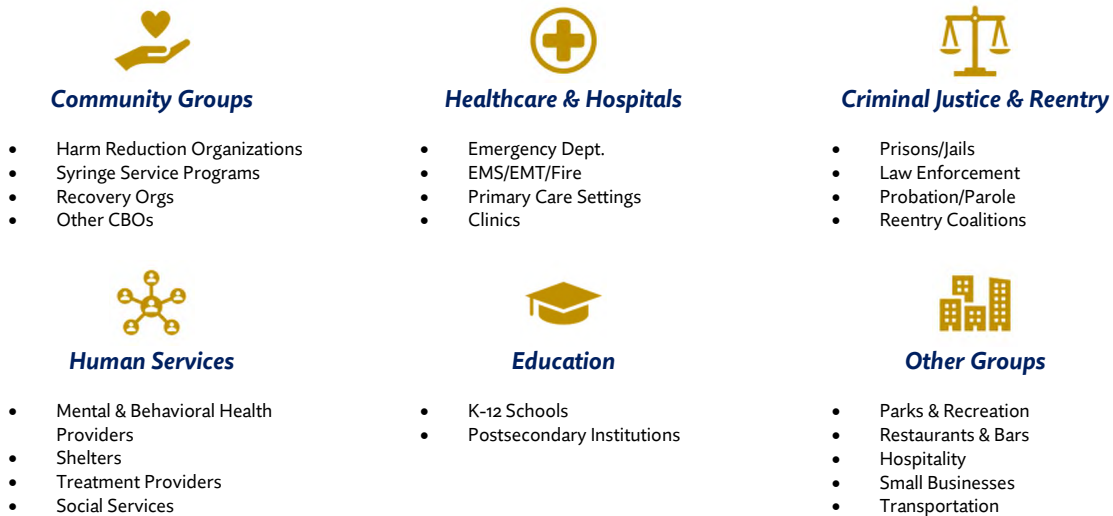 Community Groups
• Harm Reduction Organizations
• Syringe Service Programs
• Recovery Orgs
• Other CBOs
Healthcare & Hospitals
• Emergency Dept.
• EMS/EMT/Fire
• Primary Care Settings
• Clinics
Criminal Justice & Reentry
• Prisons/Jails
• Law Enforcement
• Probation/Parole
• Reentry Coalitions
Human Services
• Mental & Behavioral Health
Providers
• Shelters
• Treatment Providers
• Social Services
Education
• K-12 Schools
• Postsecondary Institutions
Other Groups
• Parks & Recreation
• Restaurants & Bars
• Hospitality
• Small Businesses
• Transportation